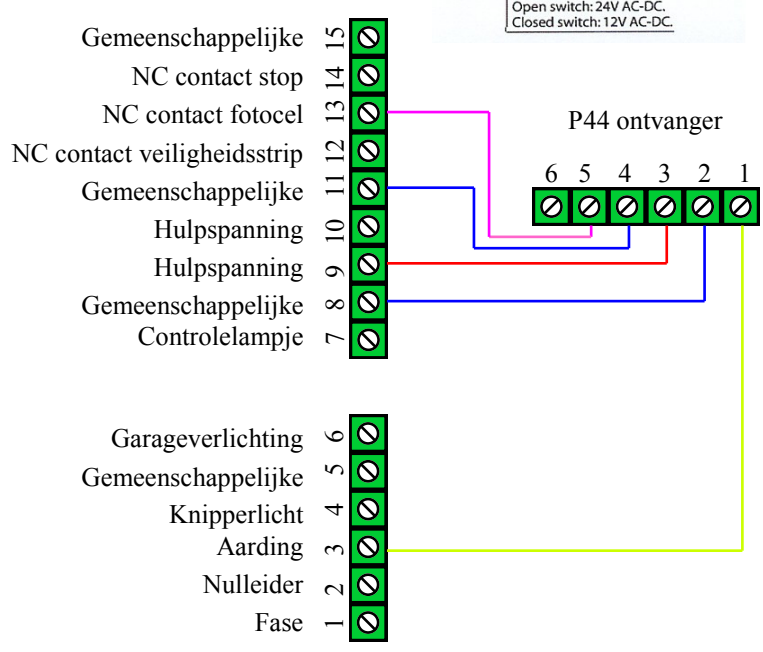 Open switch: 24V AC-DC.
Closed switch: 12V AC-DC.
Gemeenschappelijke 15
NC contact stop 14
NC contact fotocel 13
NC contact veiligheidsstrip 12
Gemeenschappelijke 11
Hulpspanning 10
Hulpspanning 9
Gemeenschappelijke 8
Controlelampje 7
P44 ontvanger
6 5 4 3 2 1
Garageverlichting 6
Gemeenschappelijke 5
Knipperlicht 4
Aarding 3
Nulleider 2
Fase 1